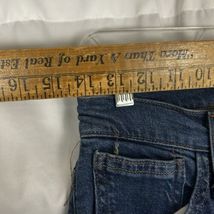 "More Than A Yard of Real Est
16 15 14 13 12 11 10